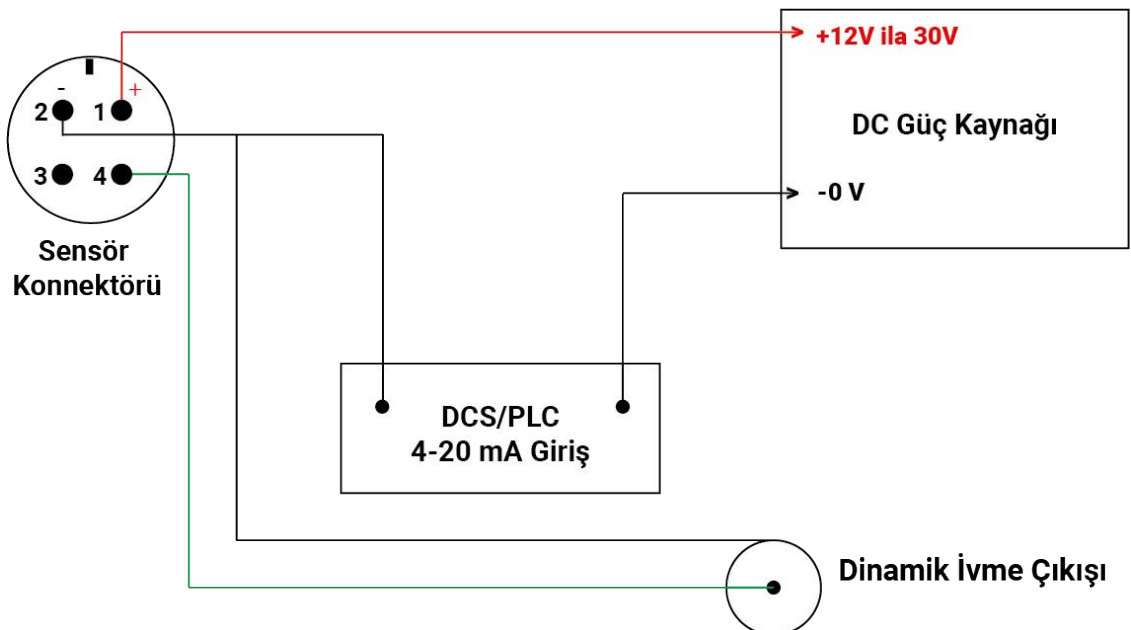 +12V ila 30V
DC Güç Kaynağı
-0 V
- +
2 1
3 4
Sensör
Konnektörü
DCS/PLC
4-20 mA Giriş
Dinamik İvme Çıkışı